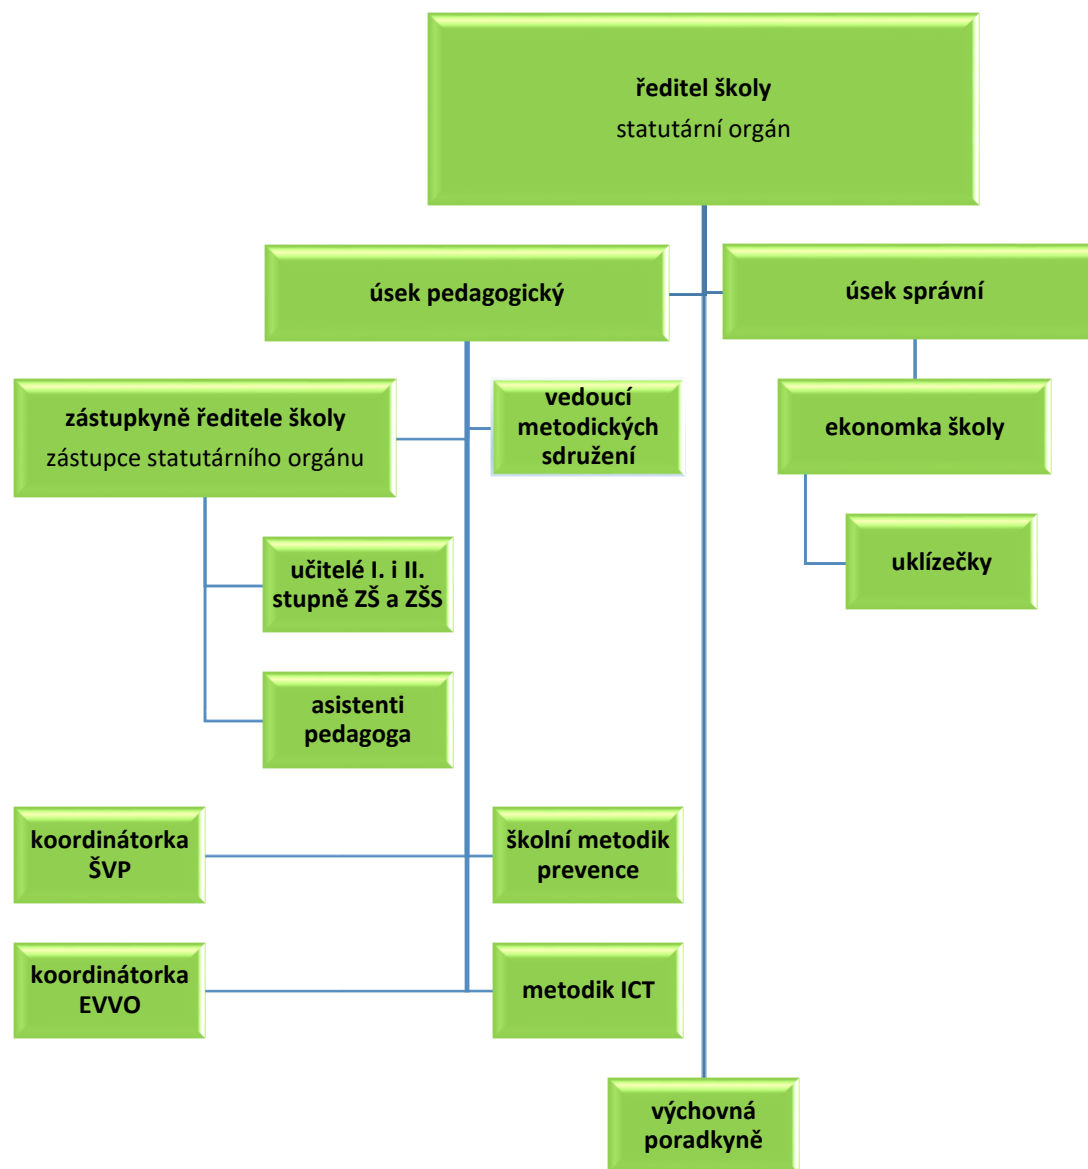 ředitel školy
statutární orgán
úsek pedagogický
úsek správní
zástupkyně ředitele školy
zástupce statutárního orgánu
vedoucí
metodických
sdružení
ekonomka školy
učitelé I. i II.
stupně ZŠ a ZŠS
uklízečky
asistenti
pedagoga
koordinátorka
ŠVP
školní metodik
prevence
koordinátorka
EVVO
metodik ICT
výchovná
poradkyně